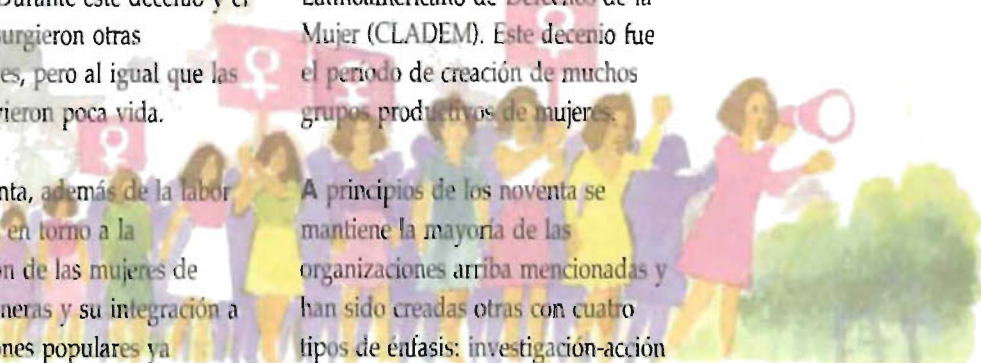 Durante este decenio y el
surgieron otras
es, pero al igual que las
vieron poca vida.
nta, además de la labor
en torno a la
ón de las mujeres de
neras y su integración a
nes populares ya
Latinoamericano de Derechos de la
Mujer (CLADEM). Este decenio fue
el período de creación de muchos
grupos productivos de mujeres.
A principios de los noventa se
mantiene la mayoría de las
organizaciones arriba mencionadas y
han sido creadas otras con cuatro
tipos de énfasis: investigación-acción